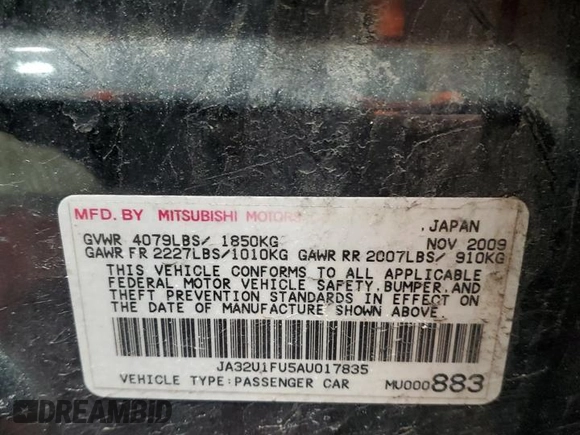 MFD. BY MITSUBISHI MOTORS , JAPAN
GVWR 4079LBS/ 1850KG NOV 2009
GAWR FR 2227LBS/1010KG GAWR RR 2007LBS/ 910KG
THIS VEHICLE CONFORMS TO ALL APPLICABLE
FEDERAL MOTOR VEHICLE SAFETY,BUMPER,AND
THEFT PREVENTION STANDARDS IN EFFECT ON
THE DATE OF MANUFACTURE SHOWN ABOVE.
JA32U1FU5AU017835
VEHICLE TYPE:PASSENGER CAR MU000883
DREAMBID